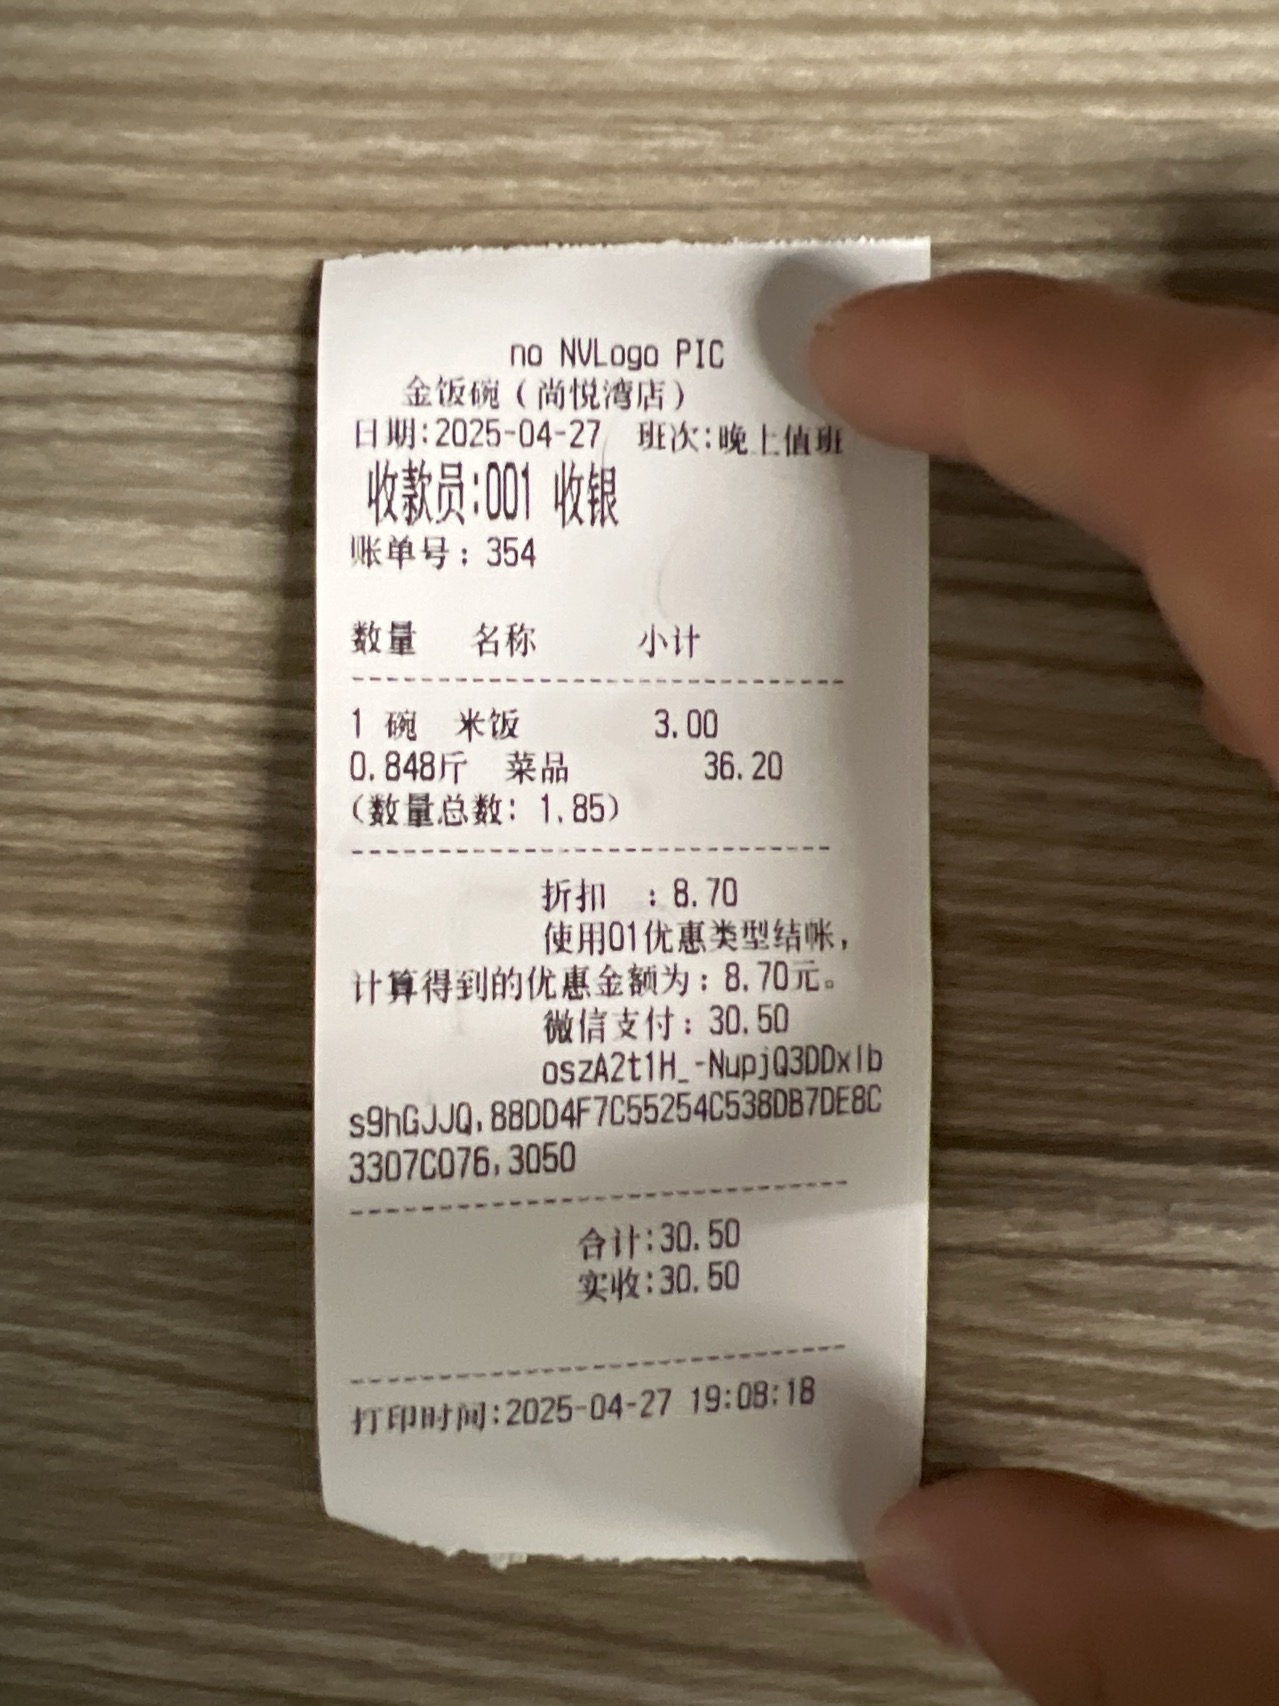 no NVLogo PIC
金饭碗（尚悦湾店）
日期:2025-04-27 班次:晚上值班
收款员:001 收银
账单号：354
数量 名称 小计
--------------------------------
1 碗 米饭 3.00
0.848斤 菜品 36.20
（数量总数：1.85）
--------------------------------
折扣 ：8.70
使用01优惠类型结帐，
计算得到的优惠金额为：8.70元。
微信支付：30.50
oszA2t1H_-NupjQ3DDxlb
s9hGJJQ,88DD4F7C55254C538DB7DE8C
3307C076,3050
--------------------------------
合计:30.50
实收:30.50
--------------------------------
打印时间:2025-04-27 19:08:18